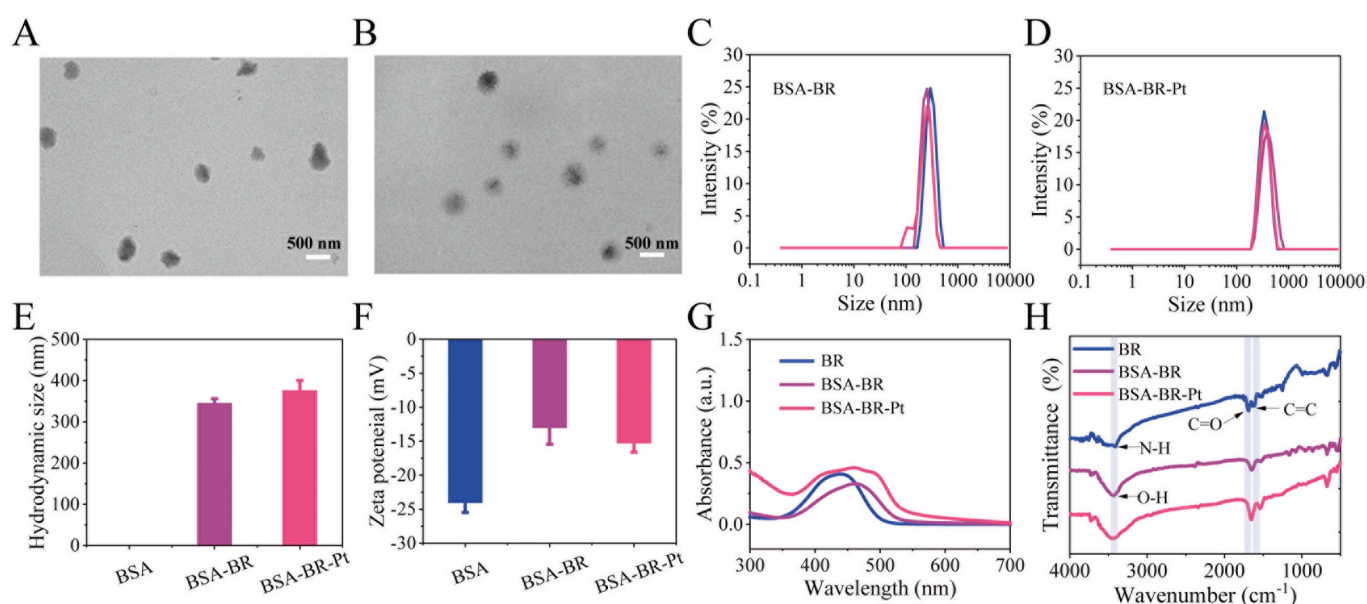 A
500 nm
B
500 nm
C
30
25
20
15
10
5
0
BSA-BR
Intensity (%)
0.1 1 10 100 1000 10000
Size (nm)
D
30
25
20
15
10
5
0
BSA-BR-Pt
Intensity (%)
0.1 1 10 100 1000 10000
Size (nm)
E
500
400
300
200
100
0
Hydrodynamic size (nm)
BSA BSA-BR BSA-BR-Pt
F
0
-5
-10
-15
-20
-25
-30
Zeta poteneial (mV)
BSA BSA-BR BSA-BR-Pt
G
1.5
1.0
0.5
0.0
BR
BSA-BR
BSA-BR-Pt
Absorbance (a.u.)
300 400 500 600 700
Wavelength (nm)
H
BR
BSA-BR
BSA-BR-Pt
C=O
C=C
N-H
O-H
Transmittance (%)
4000 3000 2000 1000
Wavenumber (cm⁻¹)